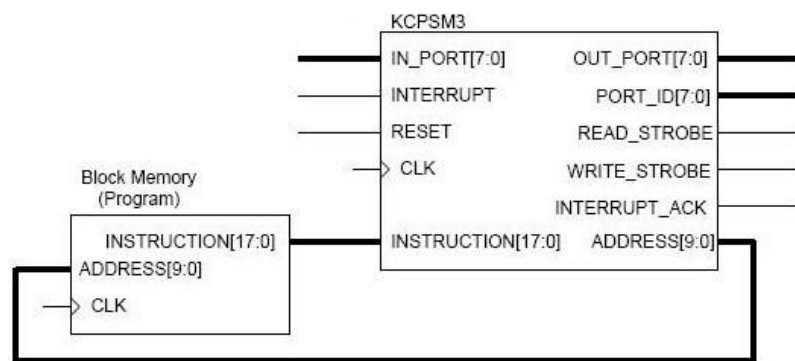 KCPSM3
IN_PORT[7:0] OUT_PORT[7:0]
INTERRUPT PORT_ID[7:0]
RESET READ_STROBE
CLK WRITE_STROBE
INTERRUPT_ACK
INSTRUCTION[17:0] ADDRESS[9:0]
Block Memory
(Program)
INSTRUCTION[17:0]
ADDRESS[9:0]
CLK